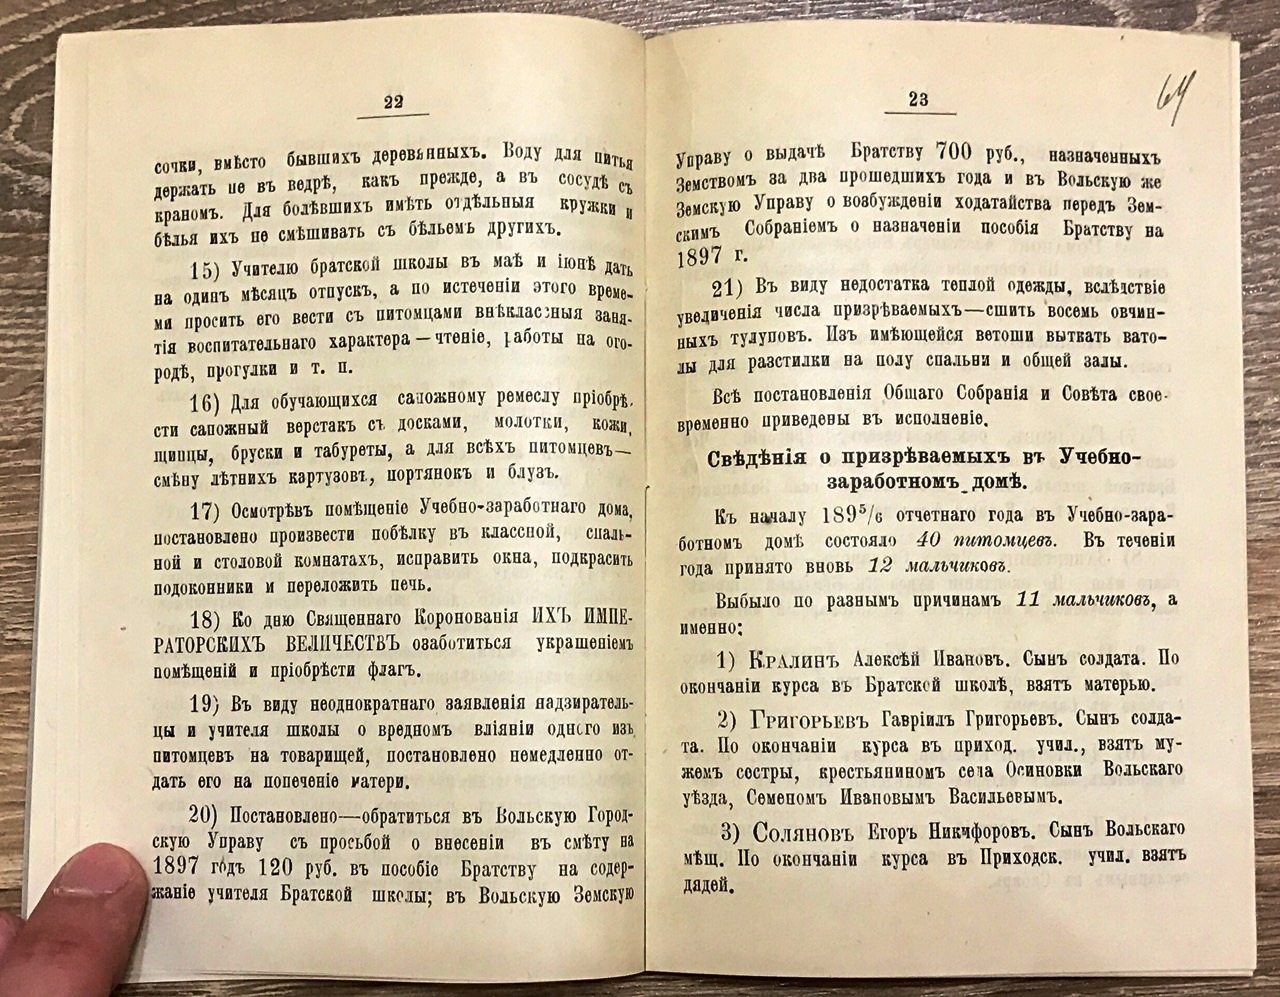 22
сочки, вмѣсто бывшихъ деревянныхъ. Воду для питья
держать не въ ведрѣ, какъ прежде, а въ сосудѣ съ
краномъ. Для болѣвшихъ имѣть отдѣльныя кружки и
бѣлья ихъ не смѣшивать съ бѣльемъ другихъ.
15) Учителю братской школы въ маѣ и іюнѣ дать
на одинъ мѣсяцъ отпускъ, а по истеченіи этого време-
ми просить его вести съ питомцами внѣклассныя заня-
тія воспитательнаго характера — чтеніе, работы на ого-
родѣ, прогулки и т. п.
16) Для обучающихся сапожному ремеслу пріобрѣ-
сти сапожный верстакъ съ досками, молотки, кожи,
щипцы, бруски и табуреты, а для всѣхъ питомцевъ—
смѣну лѣтнихъ картузовъ, портянокъ и блузъ.
17) Осмотрѣвъ помѣщеніе Учебно-заработнаго дома,
постановлено произвести побѣлку въ классной, спаль-
ной и столовой комнатахъ, исправить окна, подкрасить
подоконники и переложить печь.
18) Ко дню Священнаго Коронованія ИХЪ ИМПЕ-
РАТОРСКИХЪ ВЕЛИЧЕСТВЪ озаботиться украшеніемъ
помѣщеній и пріобрѣсти флагъ.
19) Въ виду неоднократнаго заявленія надзиратель-
цы и учителя школы о вредномъ вліяніи одного изъ
питомцевъ на товарищей, постановлено немедленно от-
дать его на попеченіе матери.
20) Постановлено—обратиться въ Вольскую Город-
скую Управу съ просьбой о внесеніи въ смѣту на
1897 годъ 120 руб. въ пособіе Братству на содер-
жаніе учителя Братской школы; въ Вольскую Земскую
23
Управу о выдачѣ Братству 700 руб., назначенныхъ
Земствомъ за два прошедшихъ года и въ Вольскую же
Земскую Управу о возбужденіи ходатайства передъ Зем-
скимъ Собраніемъ о назначеніи пособія Братству на
1897 г.
21) Въ виду недостатка теплой одежды, вслѣдствіе
увеличенія числа призрѣваемыхъ—сшить восемь овчин-
ныхъ тулуповъ. Изъ имѣющейся ветоши выткать вато-
лы для разстилки на полу спальни и общей залы.
Всѣ постановленія Общаго Собранія и Совѣта свое-
временно приведены въ исполненіе.
Свѣдѣнія о призрѣваемыхъ въ Учебно-
заработномъ домѣ.
Къ началу 189⁵/₆ отчетнаго года въ Учебно-зара-
ботномъ домѣ состояло 40 питомцевъ. Въ теченіи
года принято вновь 12 мальчиковъ.
Выбыло по разнымъ причинамъ 11 мальчиковъ, а
именно:
1) Кралинъ Алексѣй Ивановъ. Сынъ солдата. По
окончаніи курса въ Братской школѣ, взятъ матерью.
2) Григорьевъ Гавріилъ Григорьевъ. Сынъ солда-
та. По окончаніи курса въ приход. учил., взятъ му-
жемъ сестры, крестьяниномъ села Осиновки Вольскаго
уѣзда, Семеномъ Ивановымъ Васильевымъ.
3) Соляновъ Егоръ Никифоровъ. Сынъ Вольскаго
мѣщ. По окончаніи курса въ Приходск. учил. взятъ
дядей.